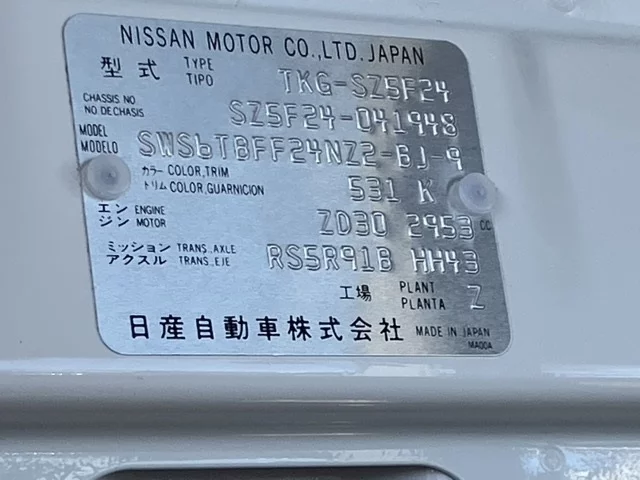 NISSAN MOTOR CO.,LTD. JAPAN
型式 TYPE TIPO TKG-SZ5F24
CHASSIS NO NO DE CHASIS SZ5F24-041948
MODEL MODELO SWS6TBFF24NZ2-BJ-9
カラー COLOR,TRIM トリム COLOR,GUARNICION 531 K
エンジン ENGINE MOTOR ZD30 2953 CC
ミッション TRANS.,AXLE アクスル TRANS.,EJE RS5R91B HH43
工場 PLANT PLANTA Z
日産自動車株式会社 MADE IN JAPAN
MA00A